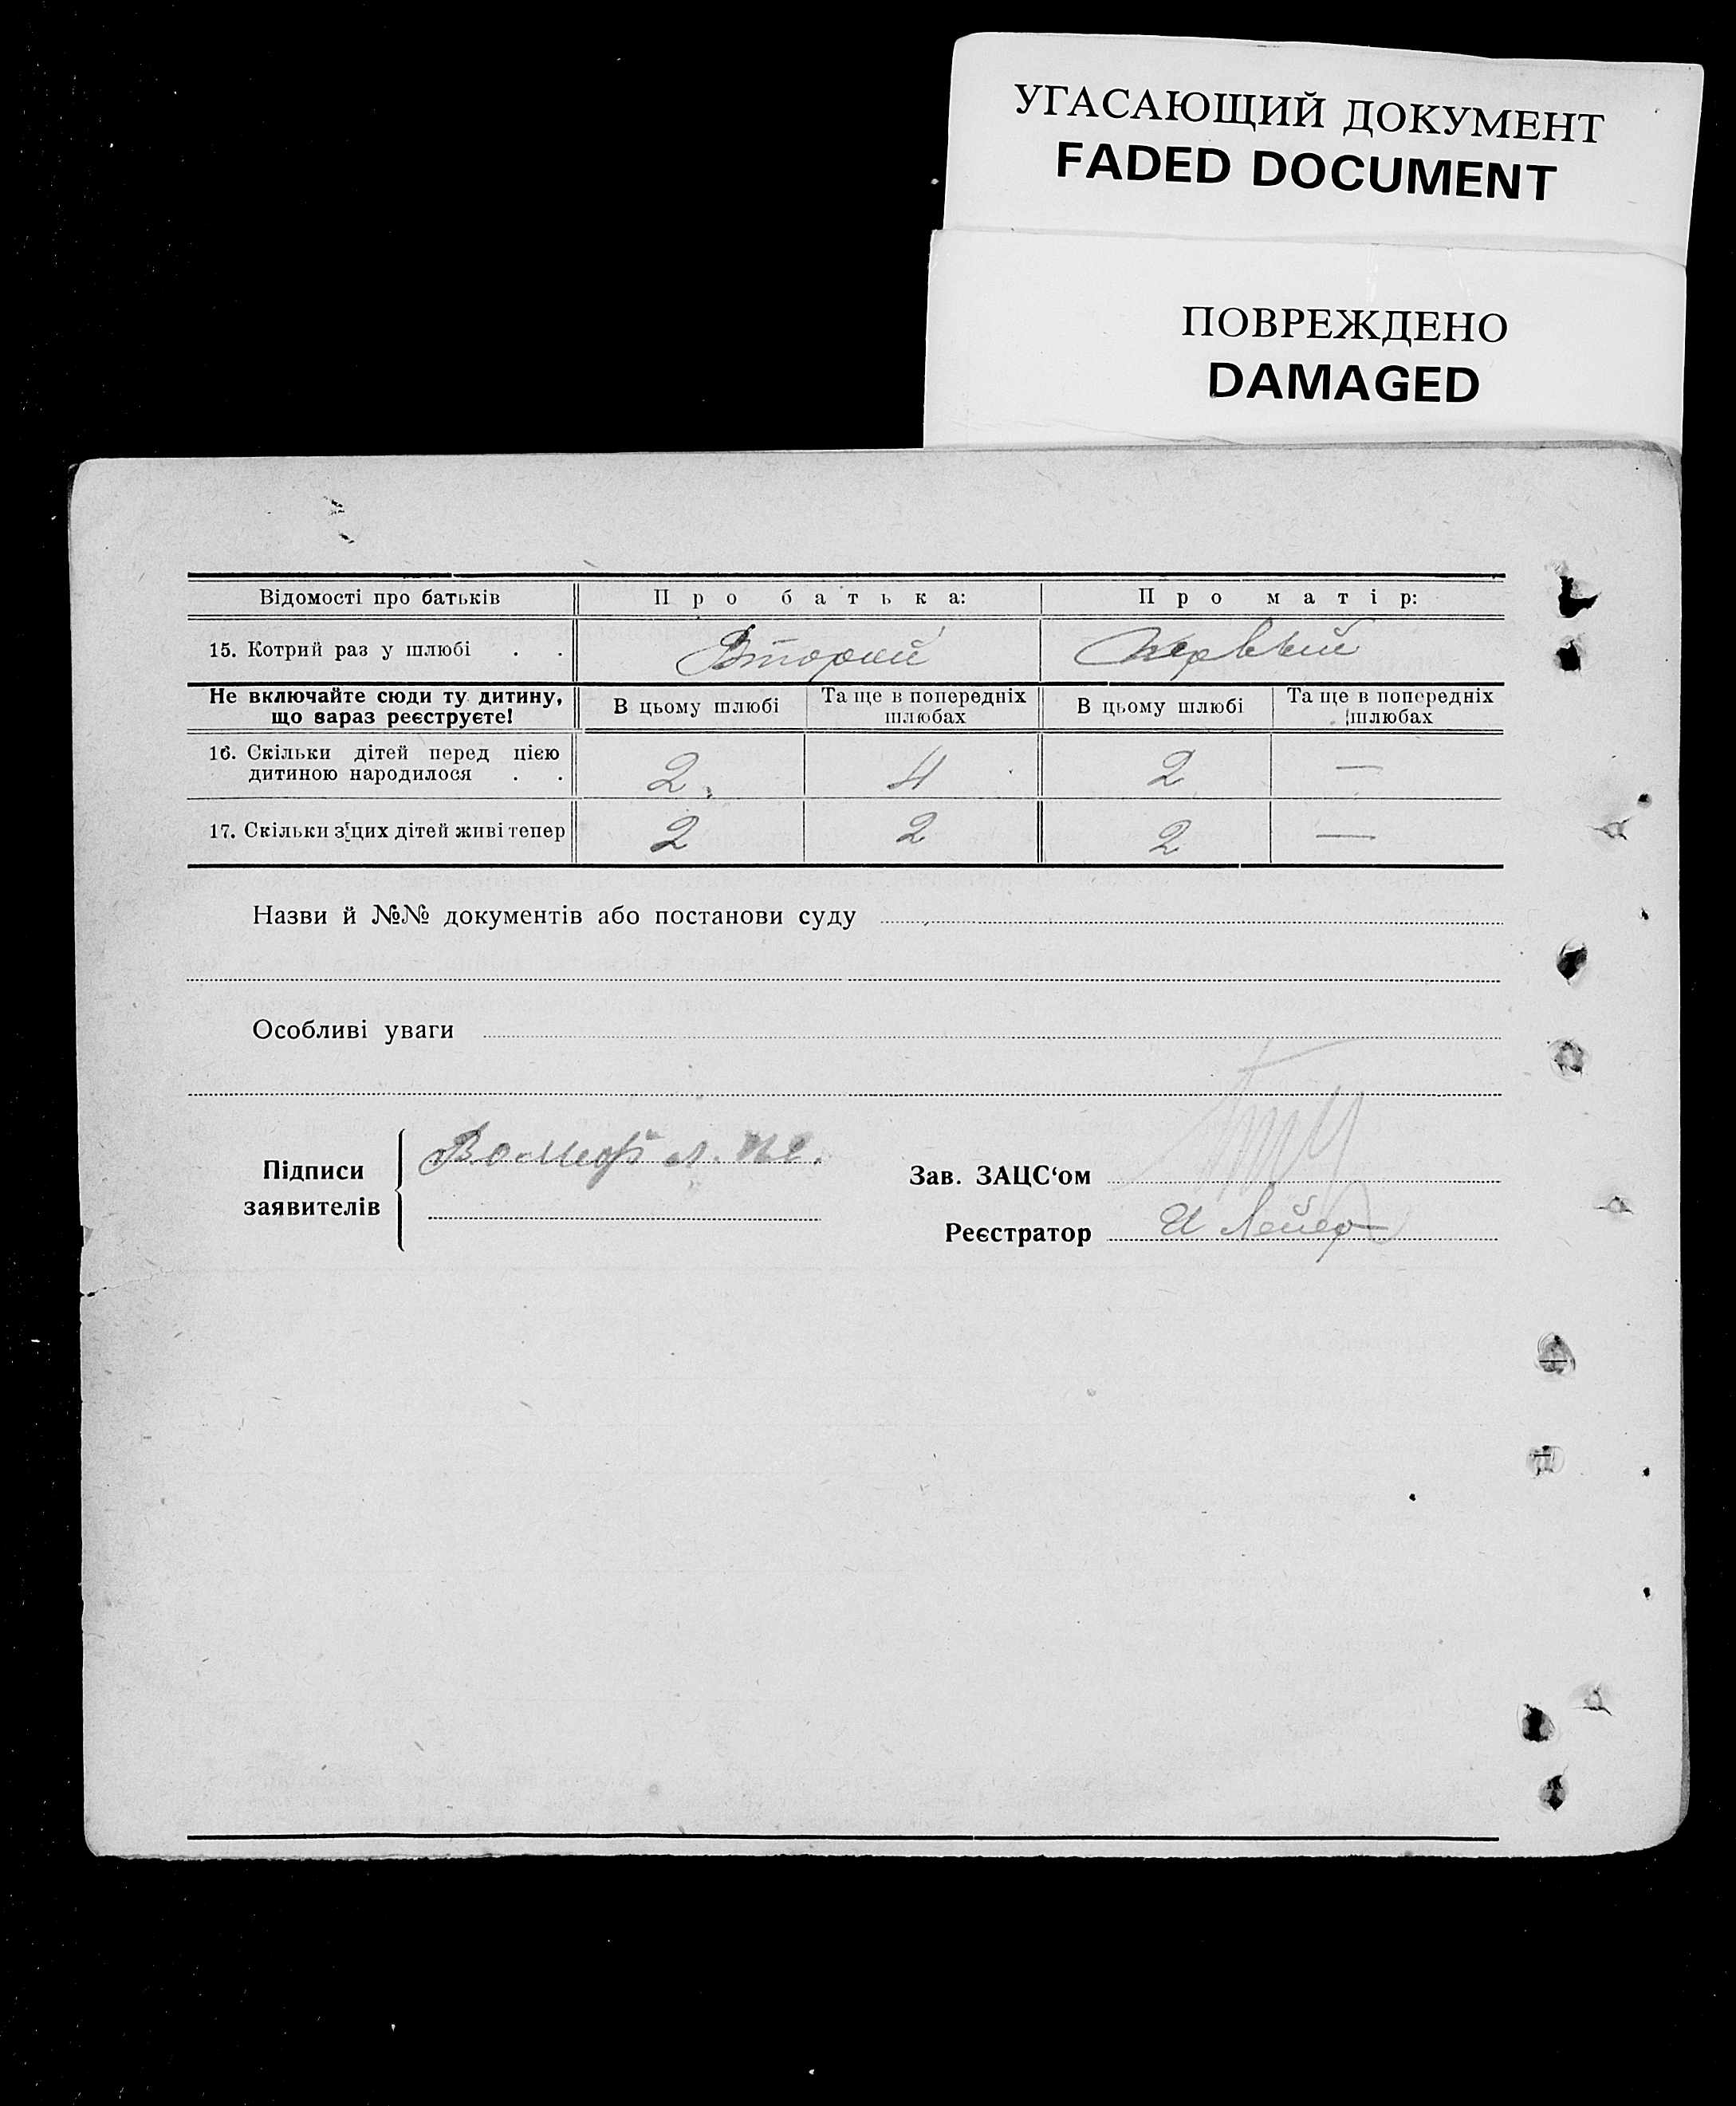 УГАСАЮЩИЙ ДОКУМЕНТ
FADED DOCUMENT
ПОВРЕЖДЕНО
DAMAGED
Відомості про батьків Про батька: Про матір:
15. Котрий раз у шлюбі . . Второй Первый
Не включайте сюди ту дитину, що вараз реєструєте! В цьому шлюбі Та ще в попередніх шлюбах В цьому шлюбі Та ще в попередніх шлюбах
16. Скільки дітей перед цією дитиною народилося . . 2 4 2 —
17. Скільки з цих дітей живі тепер 2 2 2 —
Назви й №№ документів або постанови суду
Особливі уваги
Підписи заявителів
Зав. ЗАЦС‘ом
Реєстратор И Лейер